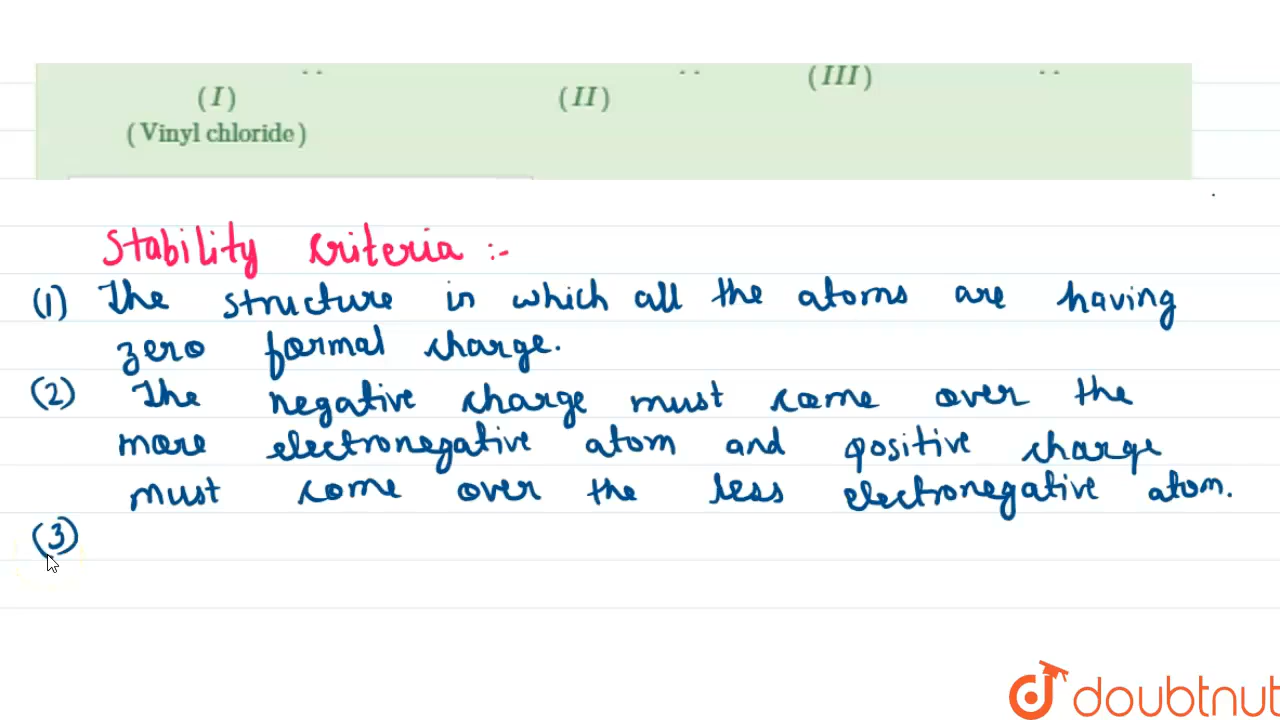 (III)
(I) (II)
(Vinyl chloride)
Stability Criteria :-
(1) The structure in which all the atoms are having
zero formal charge.
(2) The negative charge must come over the
more electronegative atom and positive charge
must come over the less electronegative atom.
(3)
doubtnut